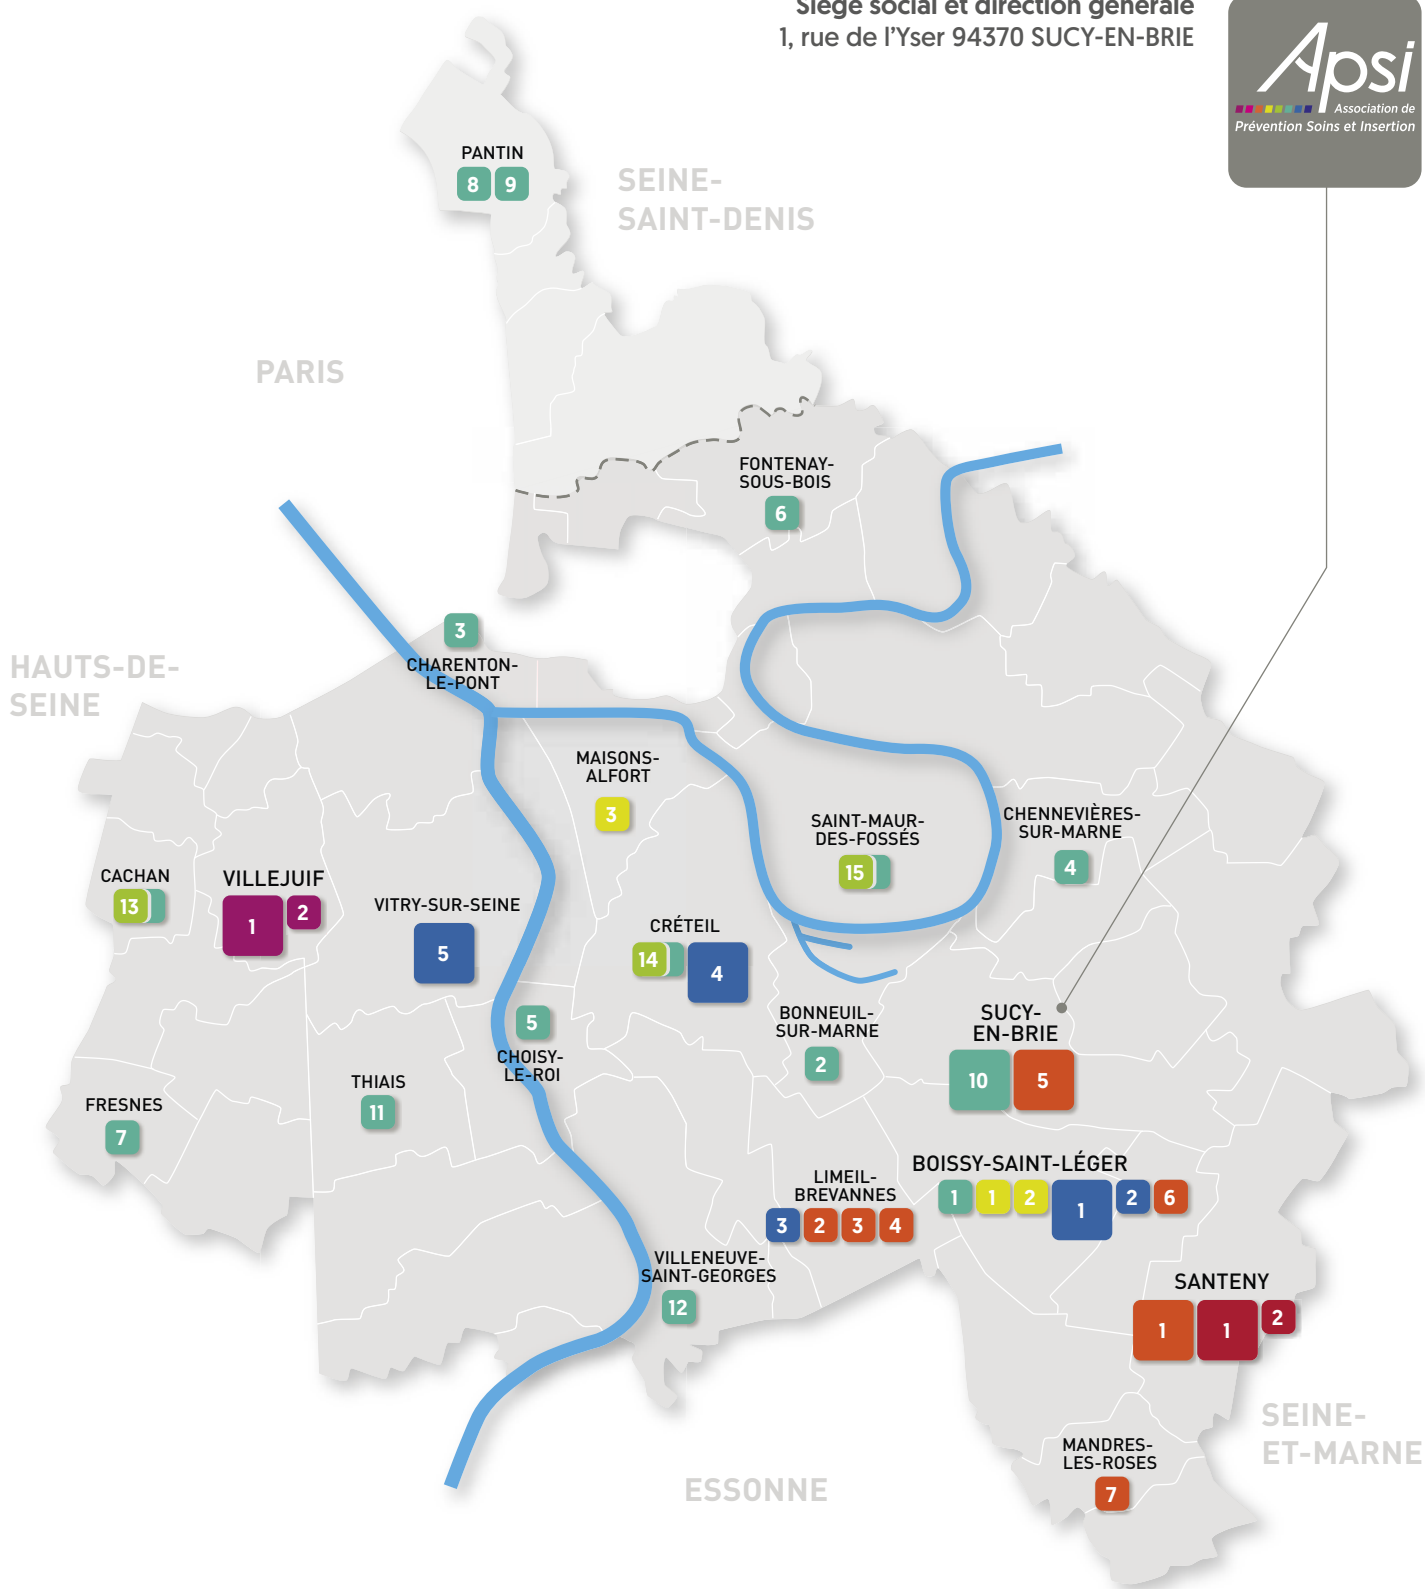 Siège social et direction générale
1, rue de l'Yser 94370 SUCY-EN-BRIE
Apsi
Association de
Prévention Soins et Insertion
PANTIN
8 9
SEINE-
SAINT-DENIS
PARIS
FONTENAY-
SOUS-BOIS
6
3
CHARENTON-
LE-PONT
HAUTS-DE-
SEINE
MAISONS-
ALFORT
3
SAINT-MAUR-
DES-FOSSÉS
15
CHENNEVIÈRES-
SUR-MARNE
4
CACHAN
13
VILLEJUIF
1 2
VITRY-SUR-SEINE
5
CRÉTEIL
14 4
BONNEUIL-
SUR-MARNE
2
SUCY-
EN-BRIE
10 5
5
CHOISY-
LE-ROI
THIAIS
11
FRESNES
7
BOISSY-SAINT-LÉGER
1 1 2 1 2 6
LIMEIL-
BREVANNES
3 2 3 4
VILLENEUVE-
SAINT-GEORGES
12
SANTENY
1 1 2
SEINE-
ET-MARNE
MANDRES-
LES-ROSES
7
ESSONNE